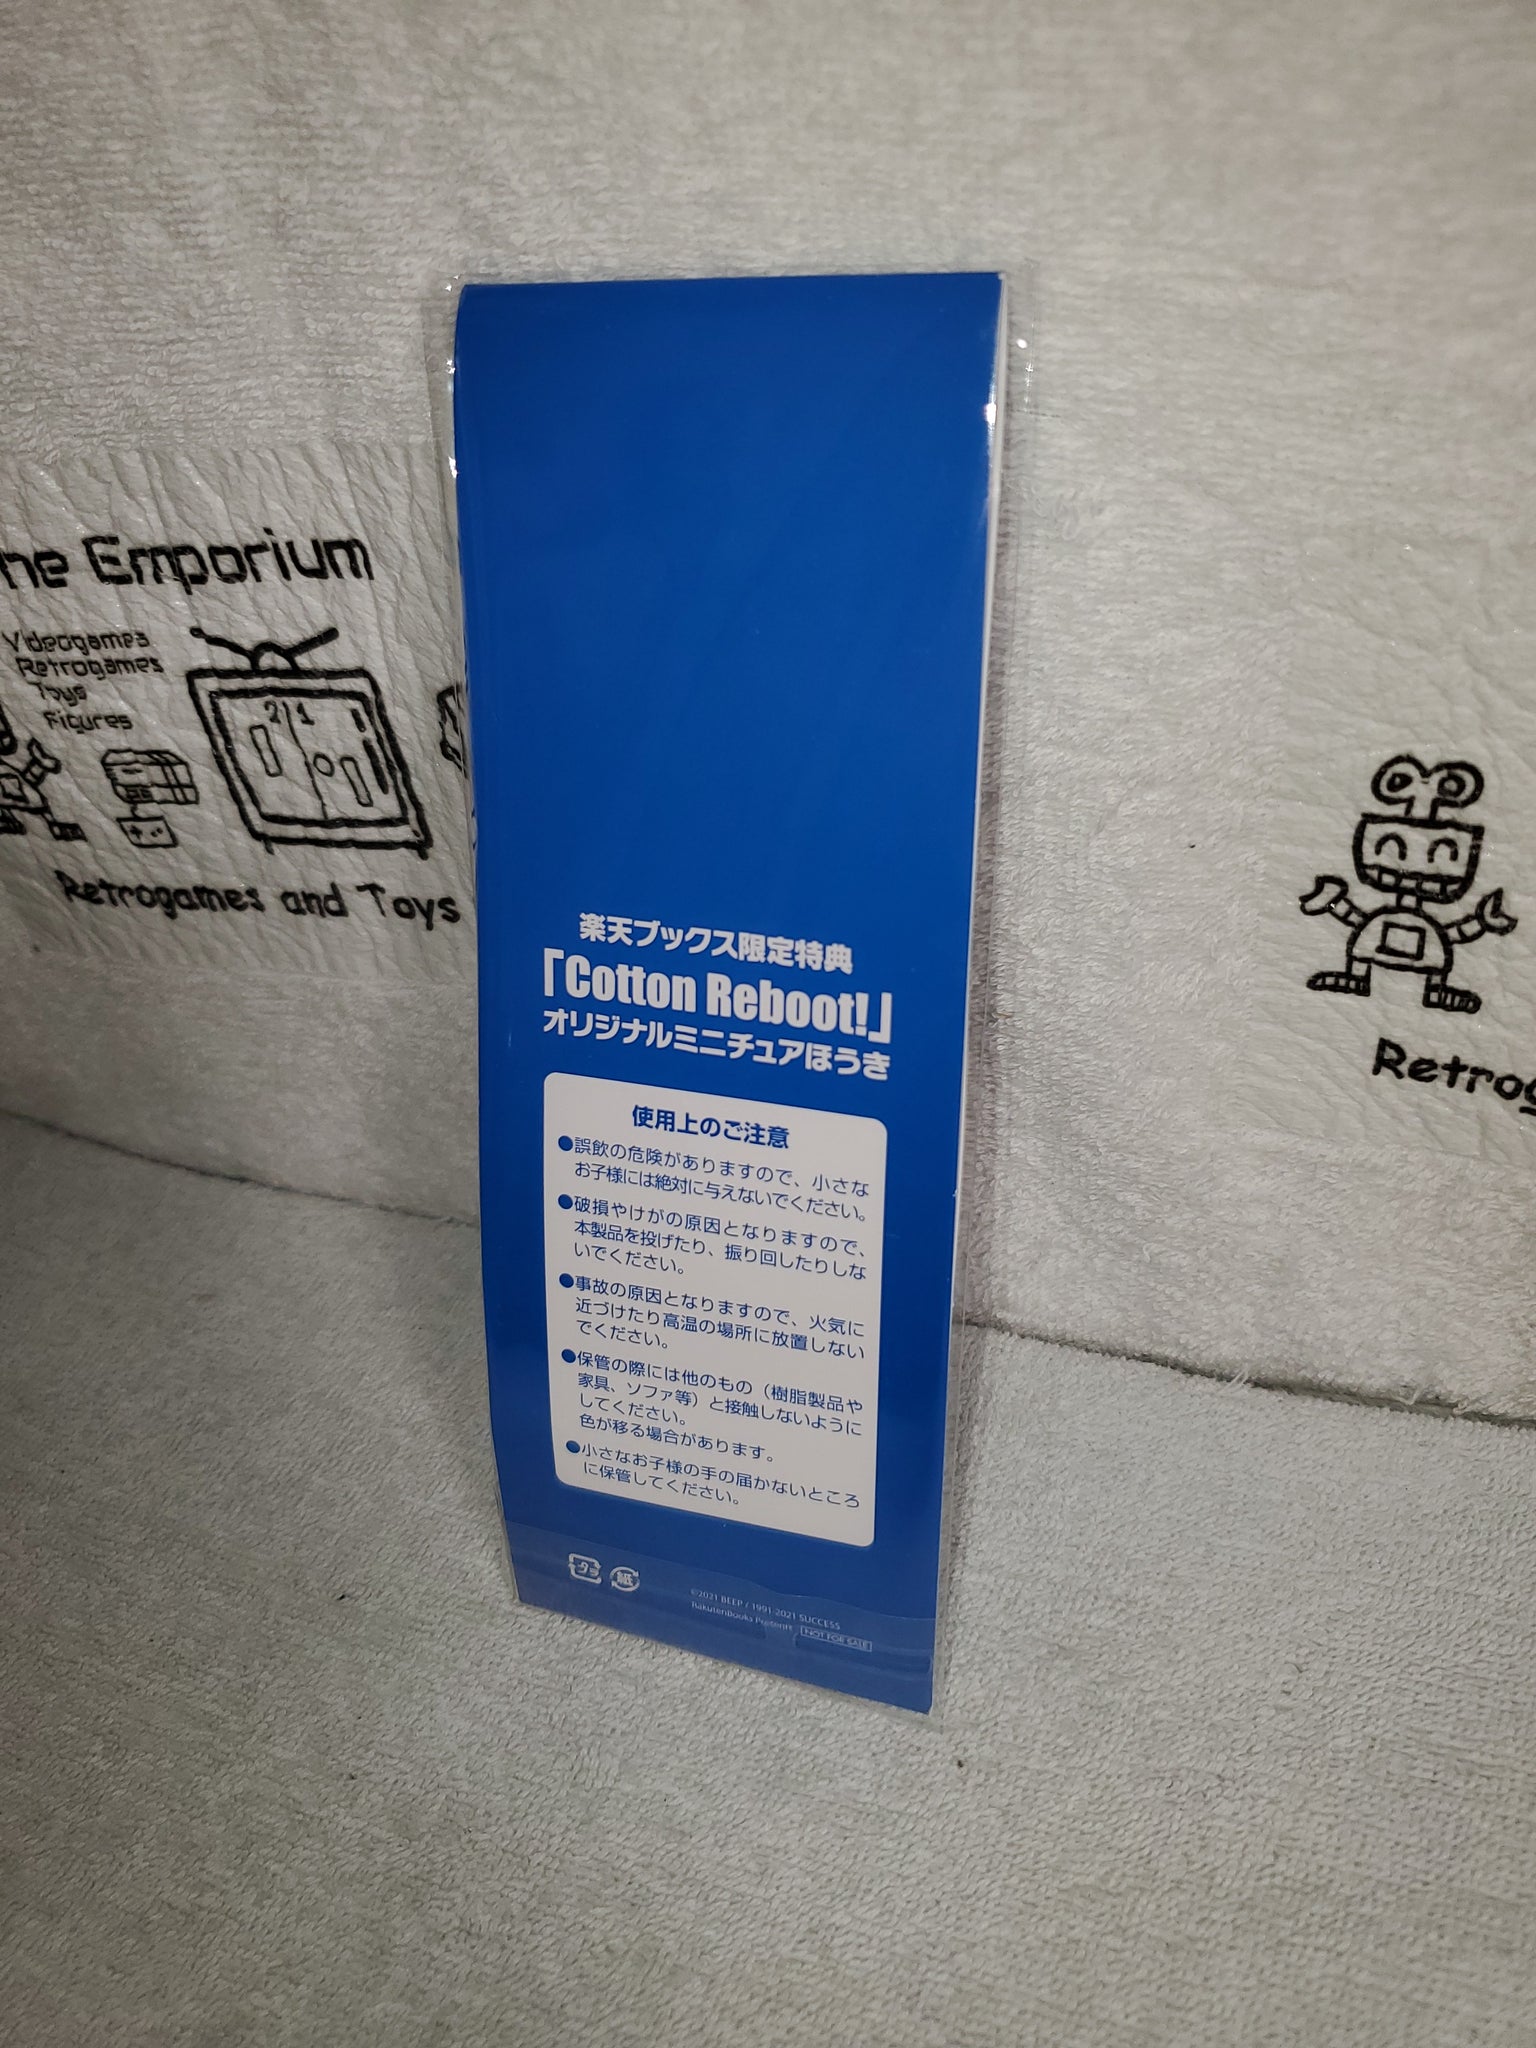 he Emporium
Videogames
Retrogames
Toys
Figures
2 1
Retrogames and Toys
楽天ブックス限定特典
「Cotton Reboot!」
オリジナルミニチュアほうき
使用上のご注意
●誤飲の危険がありますので、小さな
お子様には絶対に与えないでください。
●破損やけがの原因となりますので、
本製品を投げたり、振り回したりしな
いでください。
●事故の原因となりますので、火気に
近づけたり高温の場所に放置しない
でください。
●保管の際には他のもの（樹脂製品や
家具、ソファ等）と接触しないように
してください。
色が移る場合があります。
●小さなお子様の手の届かないところ
に保管してください。
プラ 紙
©2021 BEEP / 1991-2021 SUCCESS
RakutenBooks Presents NOT FOR SALE
Retrog